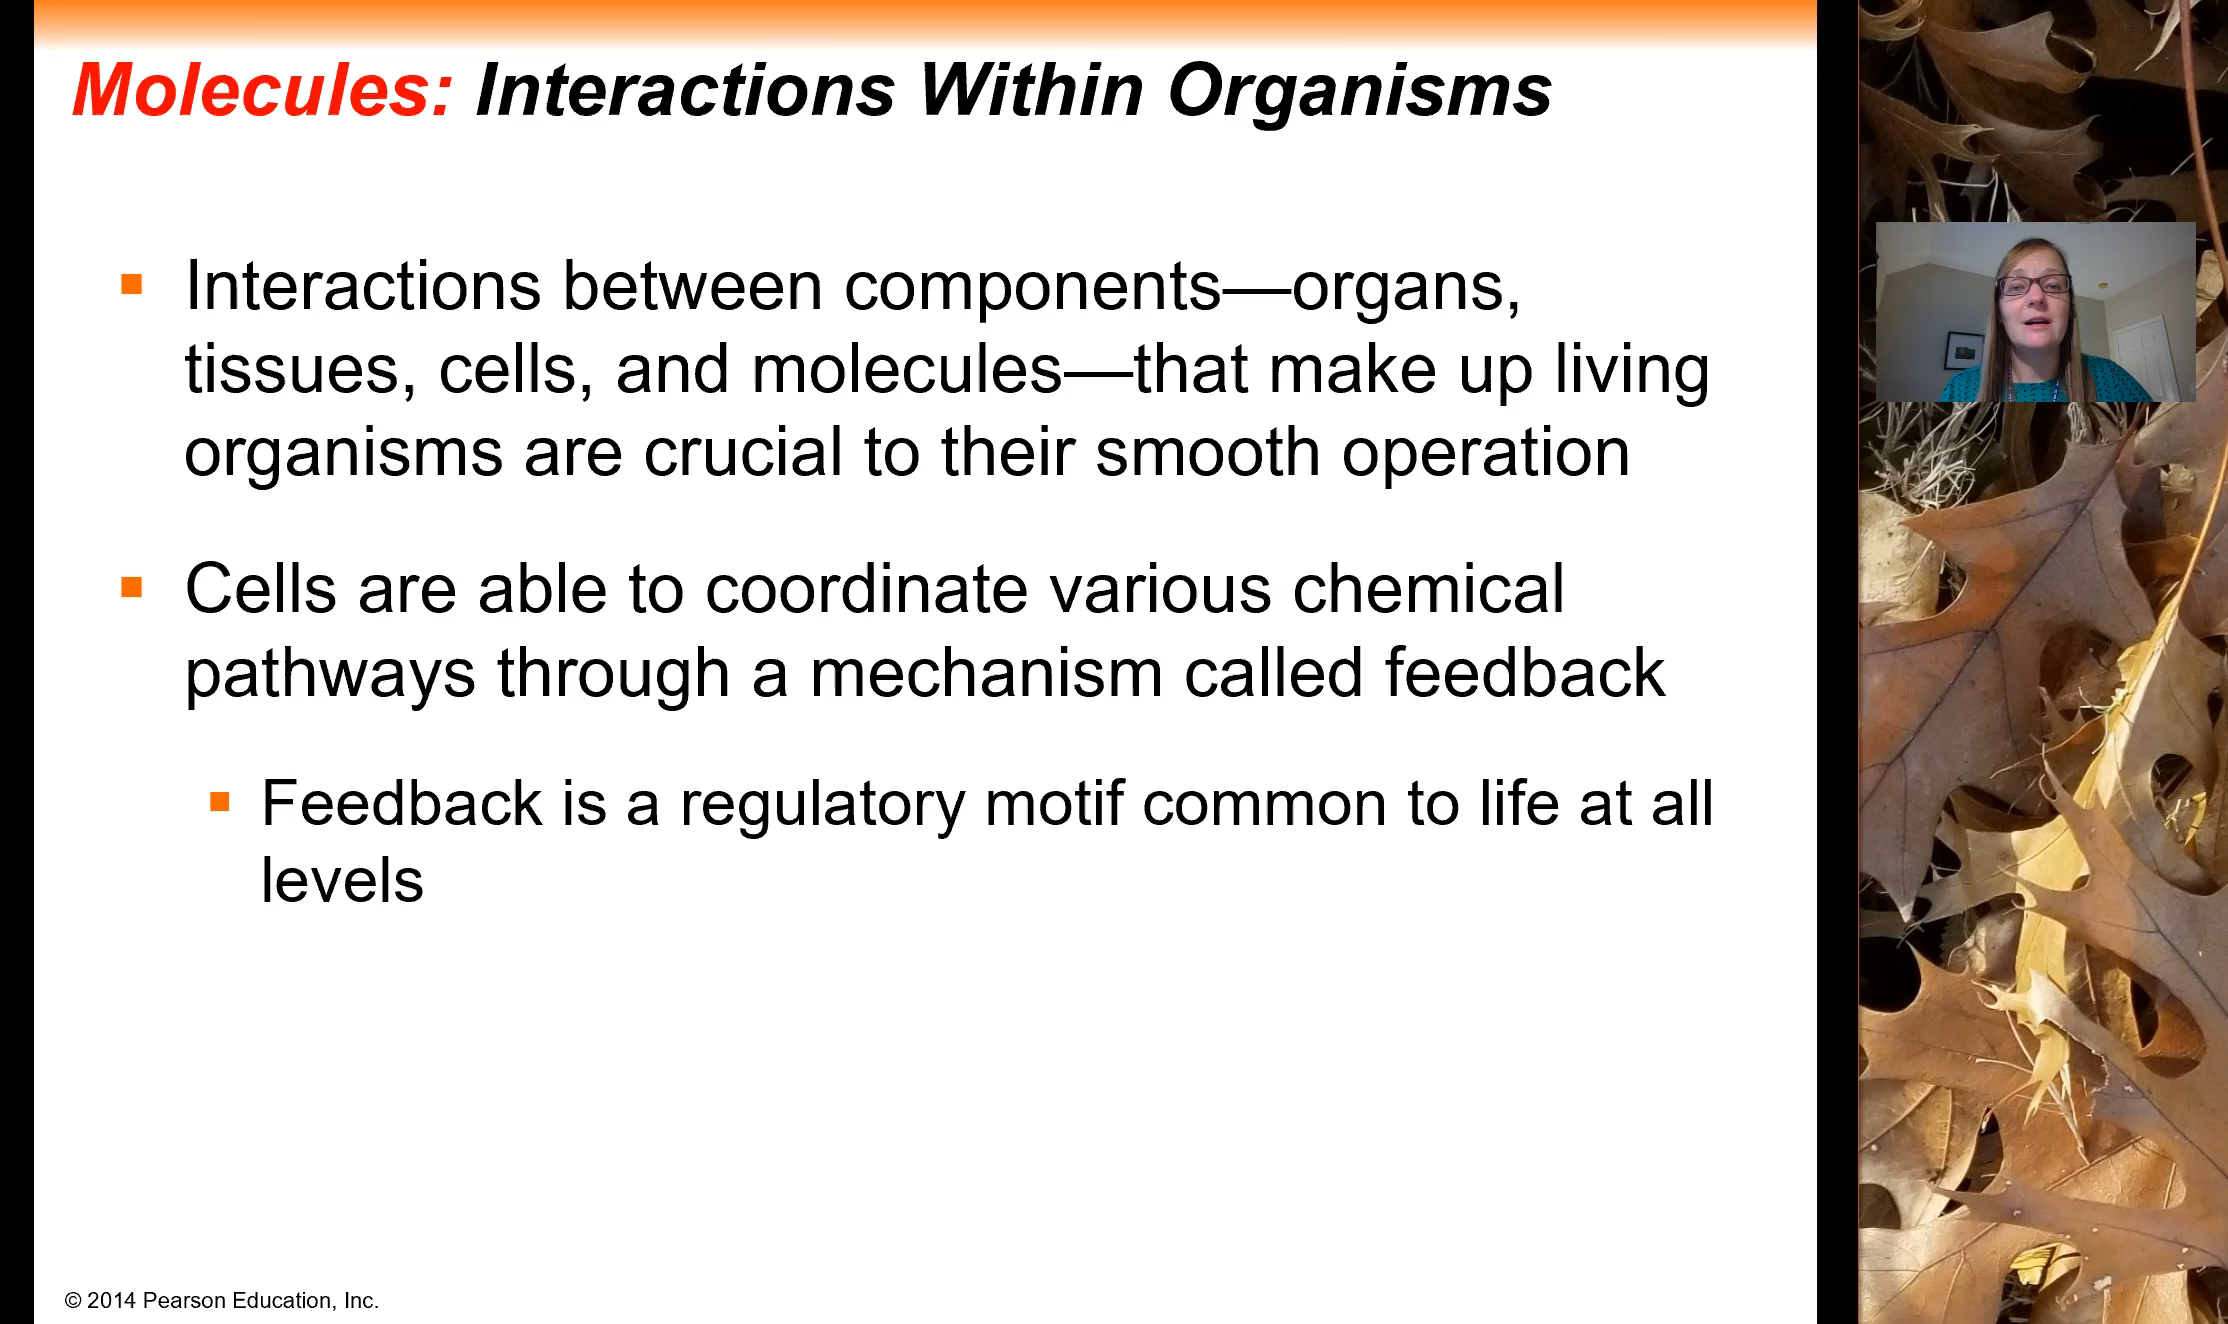 Molecules: Interactions Within Organisms
Interactions between components—organs,
tissues, cells, and molecules—that make up living
organisms are crucial to their smooth operation
Cells are able to coordinate various chemical
pathways through a mechanism called feedback
Feedback is a regulatory motif common to life at all
levels
© 2014 Pearson Education, Inc.